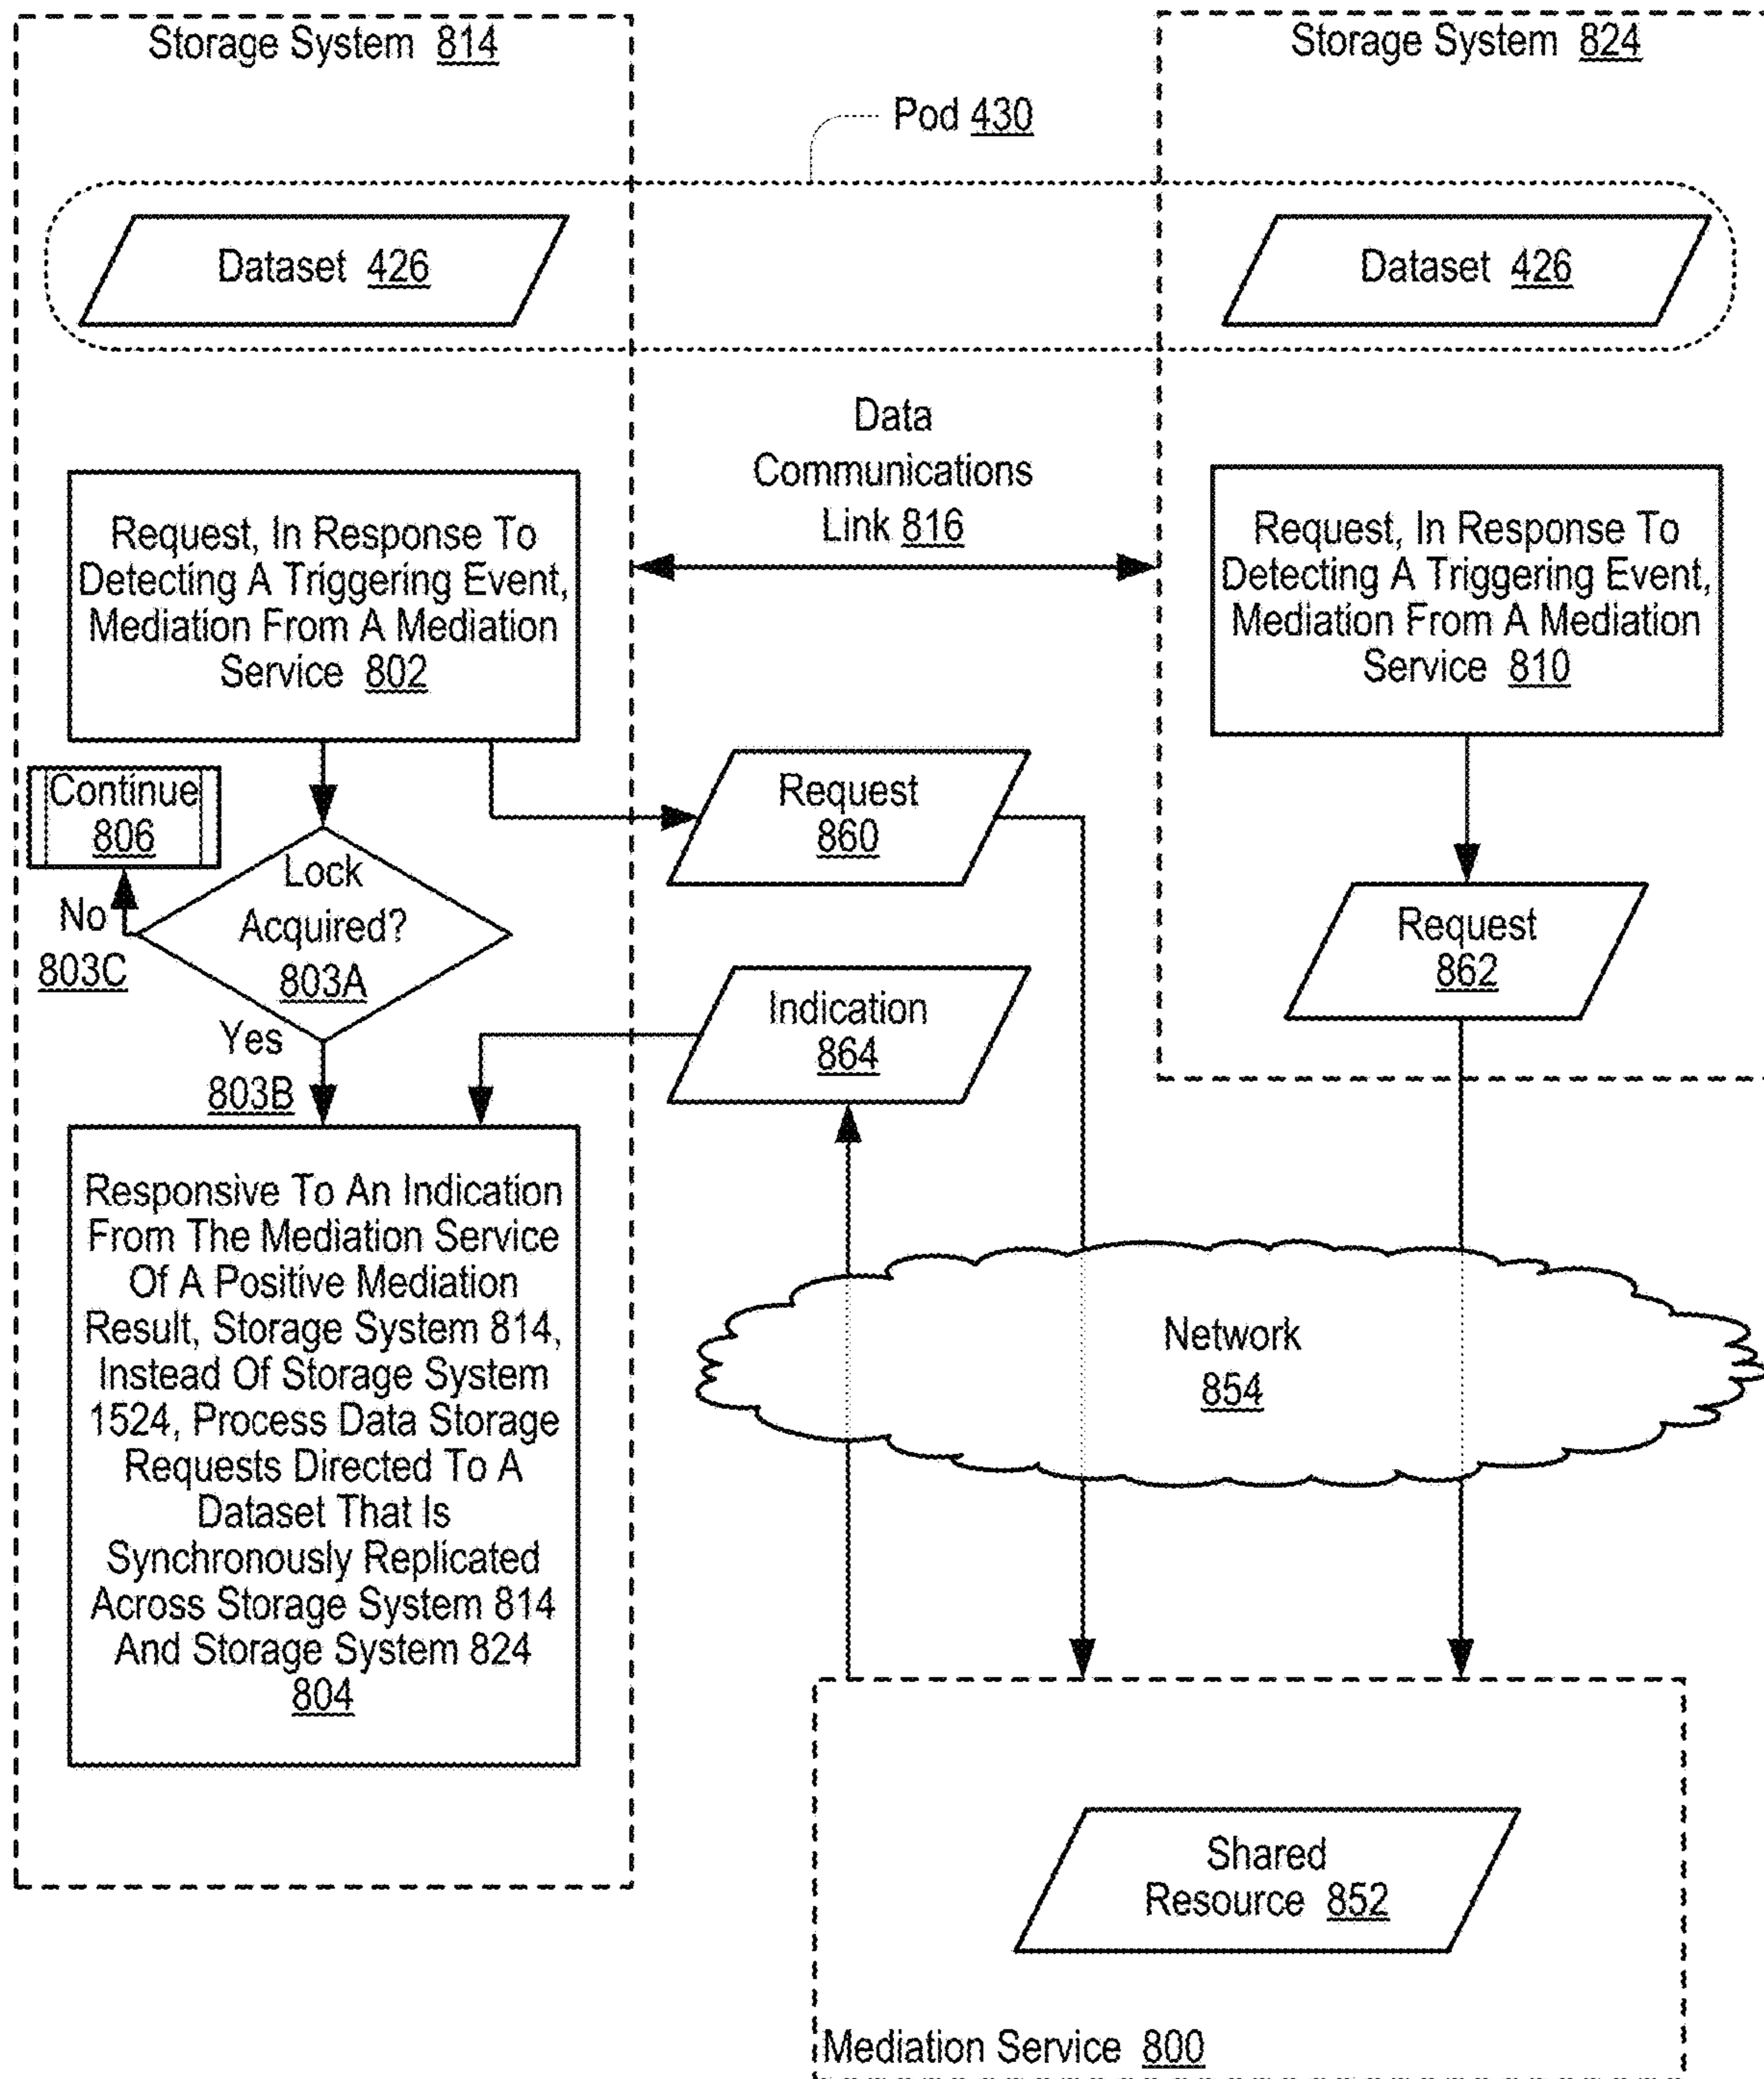 Storage System 814
Storage System 824
Pod 430
Dataset 426
Dataset 426
Data
Communications
Link 816
Request, In Response To
Detecting A Triggering Event,
Mediation From A Mediation
Service 802
Request, In Response To
Detecting A Triggering Event,
Mediation From A Mediation
Service 810
Continue
806
Request
860
Lock
Acquired?
803A
No
803C
Request
862
Indication
864
Yes
803B
Responsive To An Indication
From The Mediation Service
Of A Positive Mediation
Result, Storage System 814,
Instead Of Storage System
1524, Process Data Storage
Requests Directed To A
Dataset That Is
Synchronously Replicated
Across Storage System 814
And Storage System 824
804
Network
854
Shared
Resource 852
Mediation Service 800